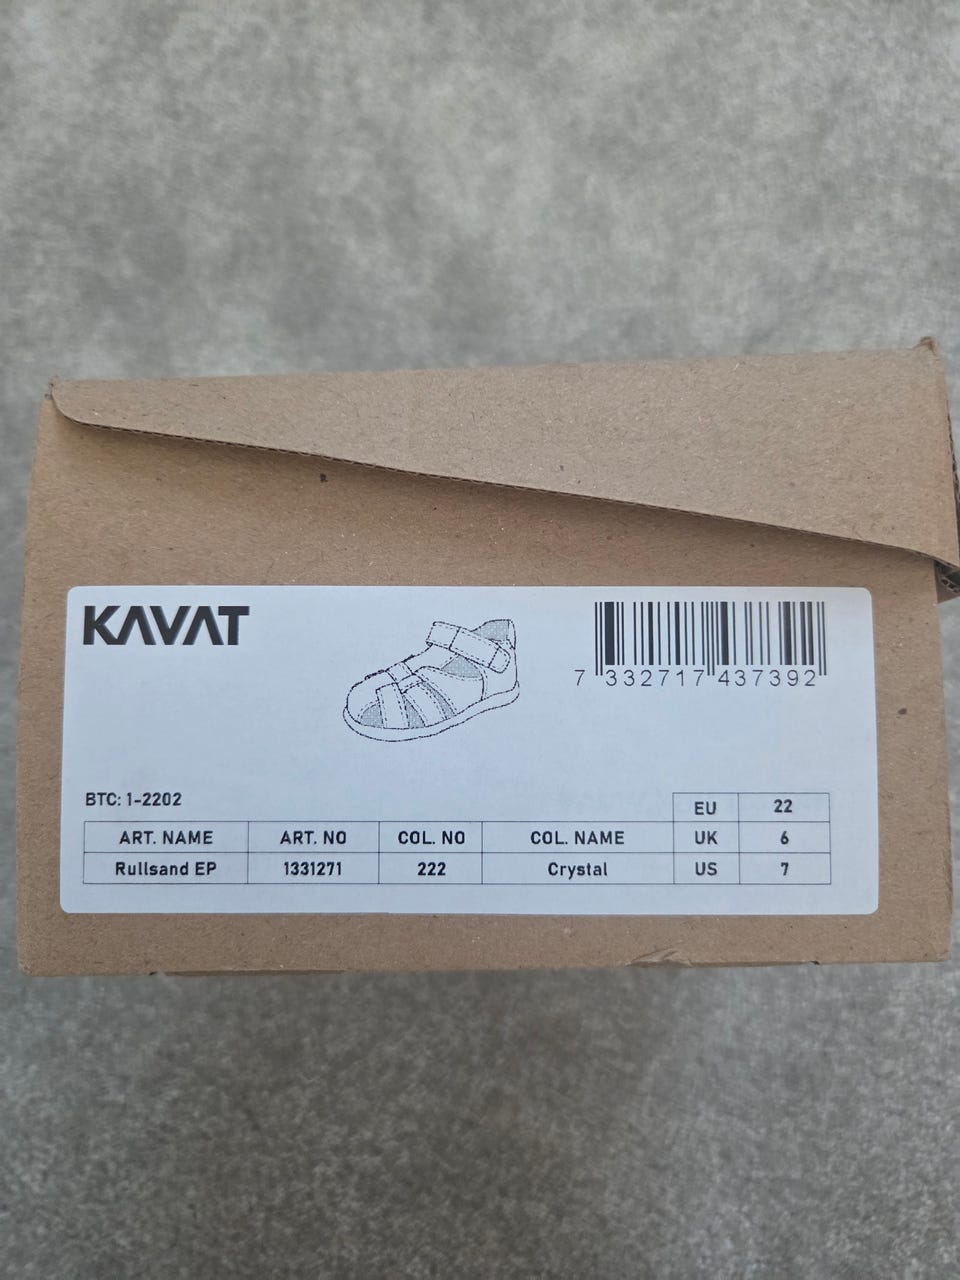 KAVAT
7 332717 437392
BTC: 1-2202
EU 22
ART. NAME ART. NO COL. NO COL. NAME UK 6
Rullsand EP 1331271 222 Crystal US 7